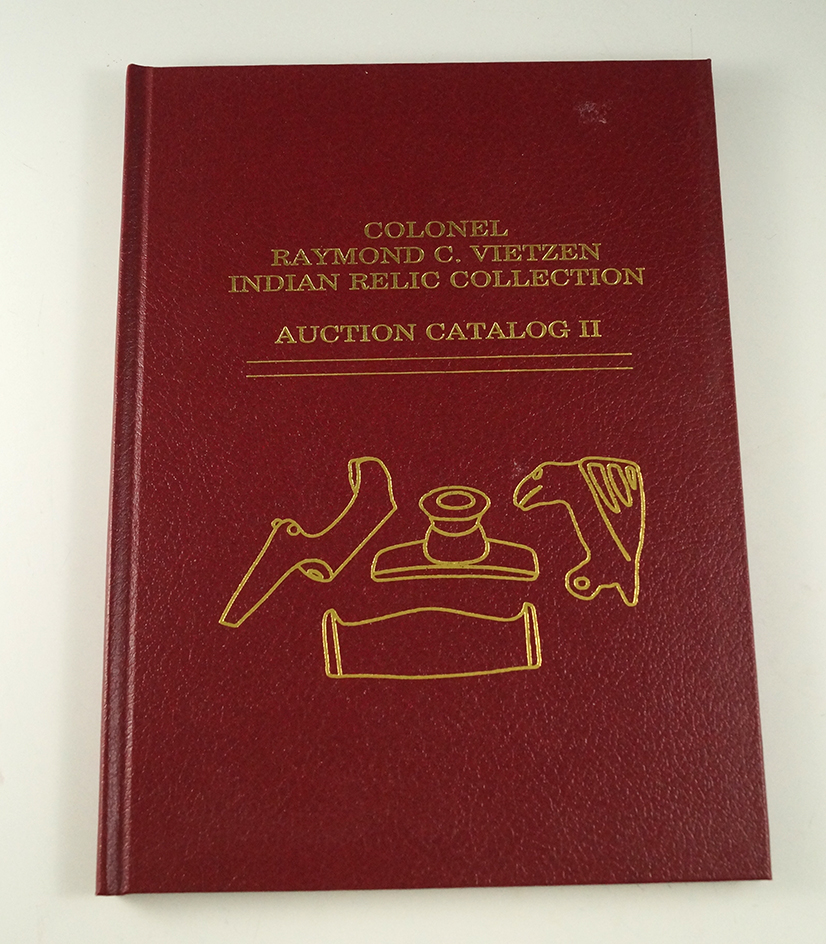 COLONEL
RAYMOND C. VIETZEN
INDIAN RELIC COLLECTION
AUCTION CATALOG II